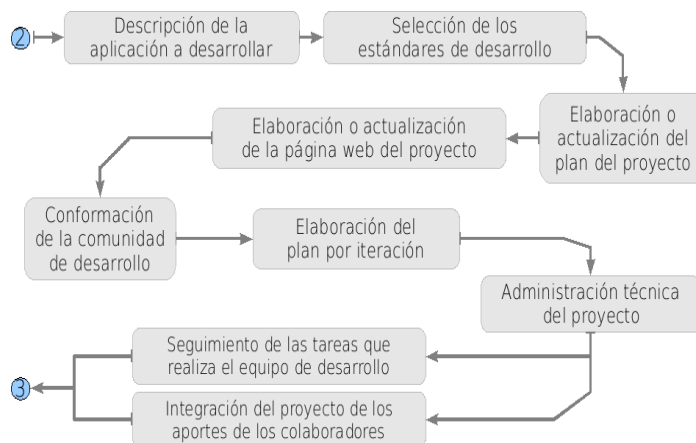 2
Descripción de la
aplicación a desarrollar
Selección de los
estándares de desarrollo
Elaboración o
actualización del
plan del proyecto
Elaboración o actualización
de la página web del proyecto
Conformación
de la comunidad
de desarrollo
Elaboración del
plan por iteración
Administración técnica
del proyecto
Seguimiento de las tareas que
realiza el equipo de desarrollo
3
Integración del proyecto de los
aportes de los colaboradores